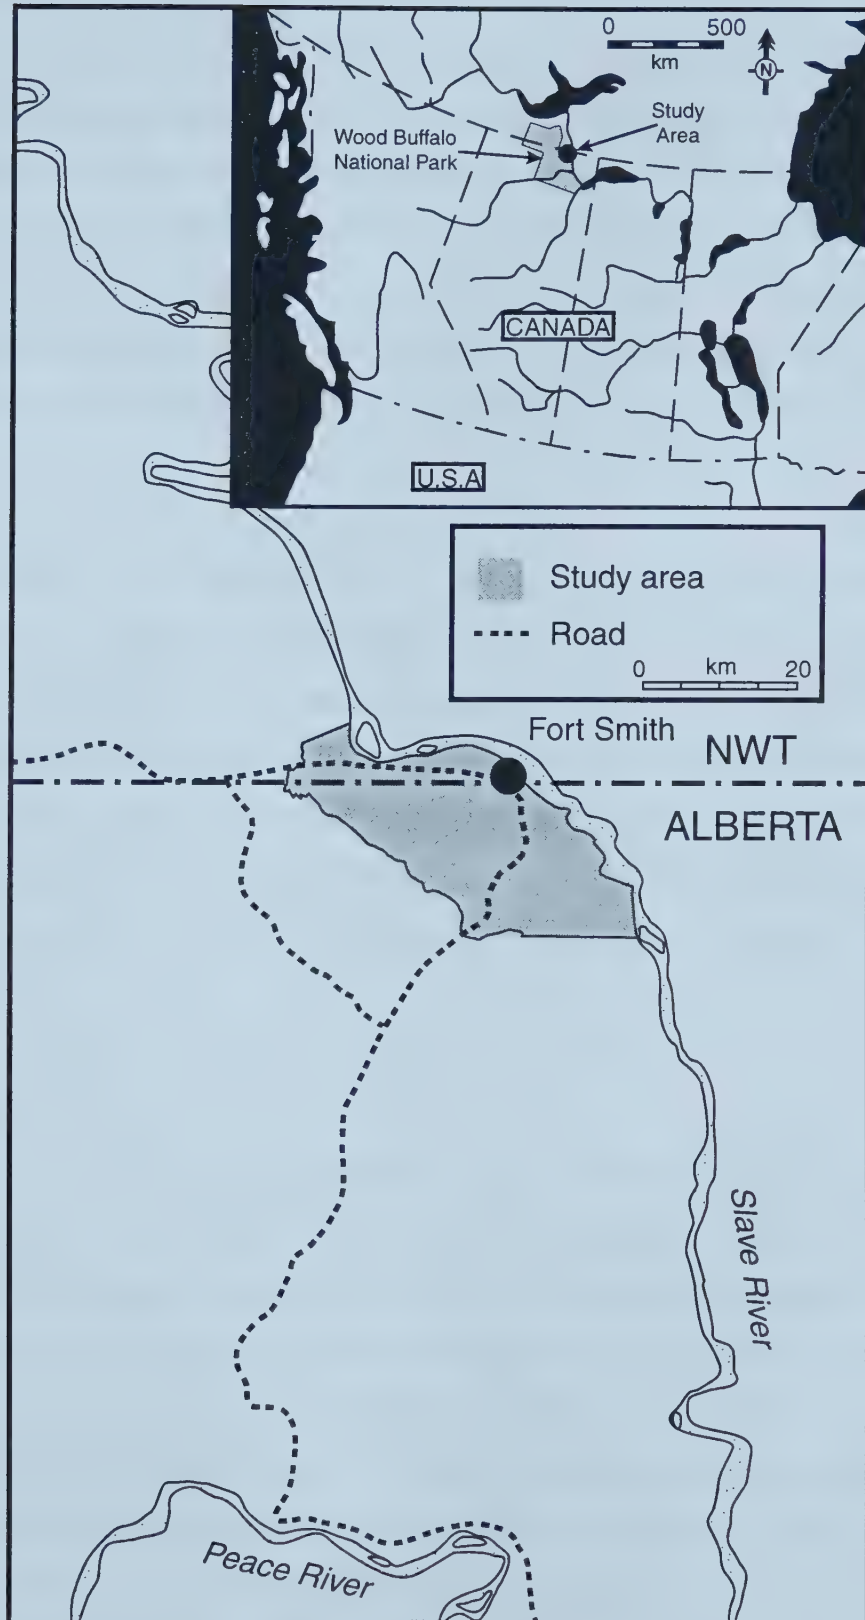 0 500
km
N
Study
Area
Wood Buffalo
National Park
CANADA
U.S.A
Study area
Road
0 km 20
Fort Smith
NWT
ALBERTA
Slave River
Peace River